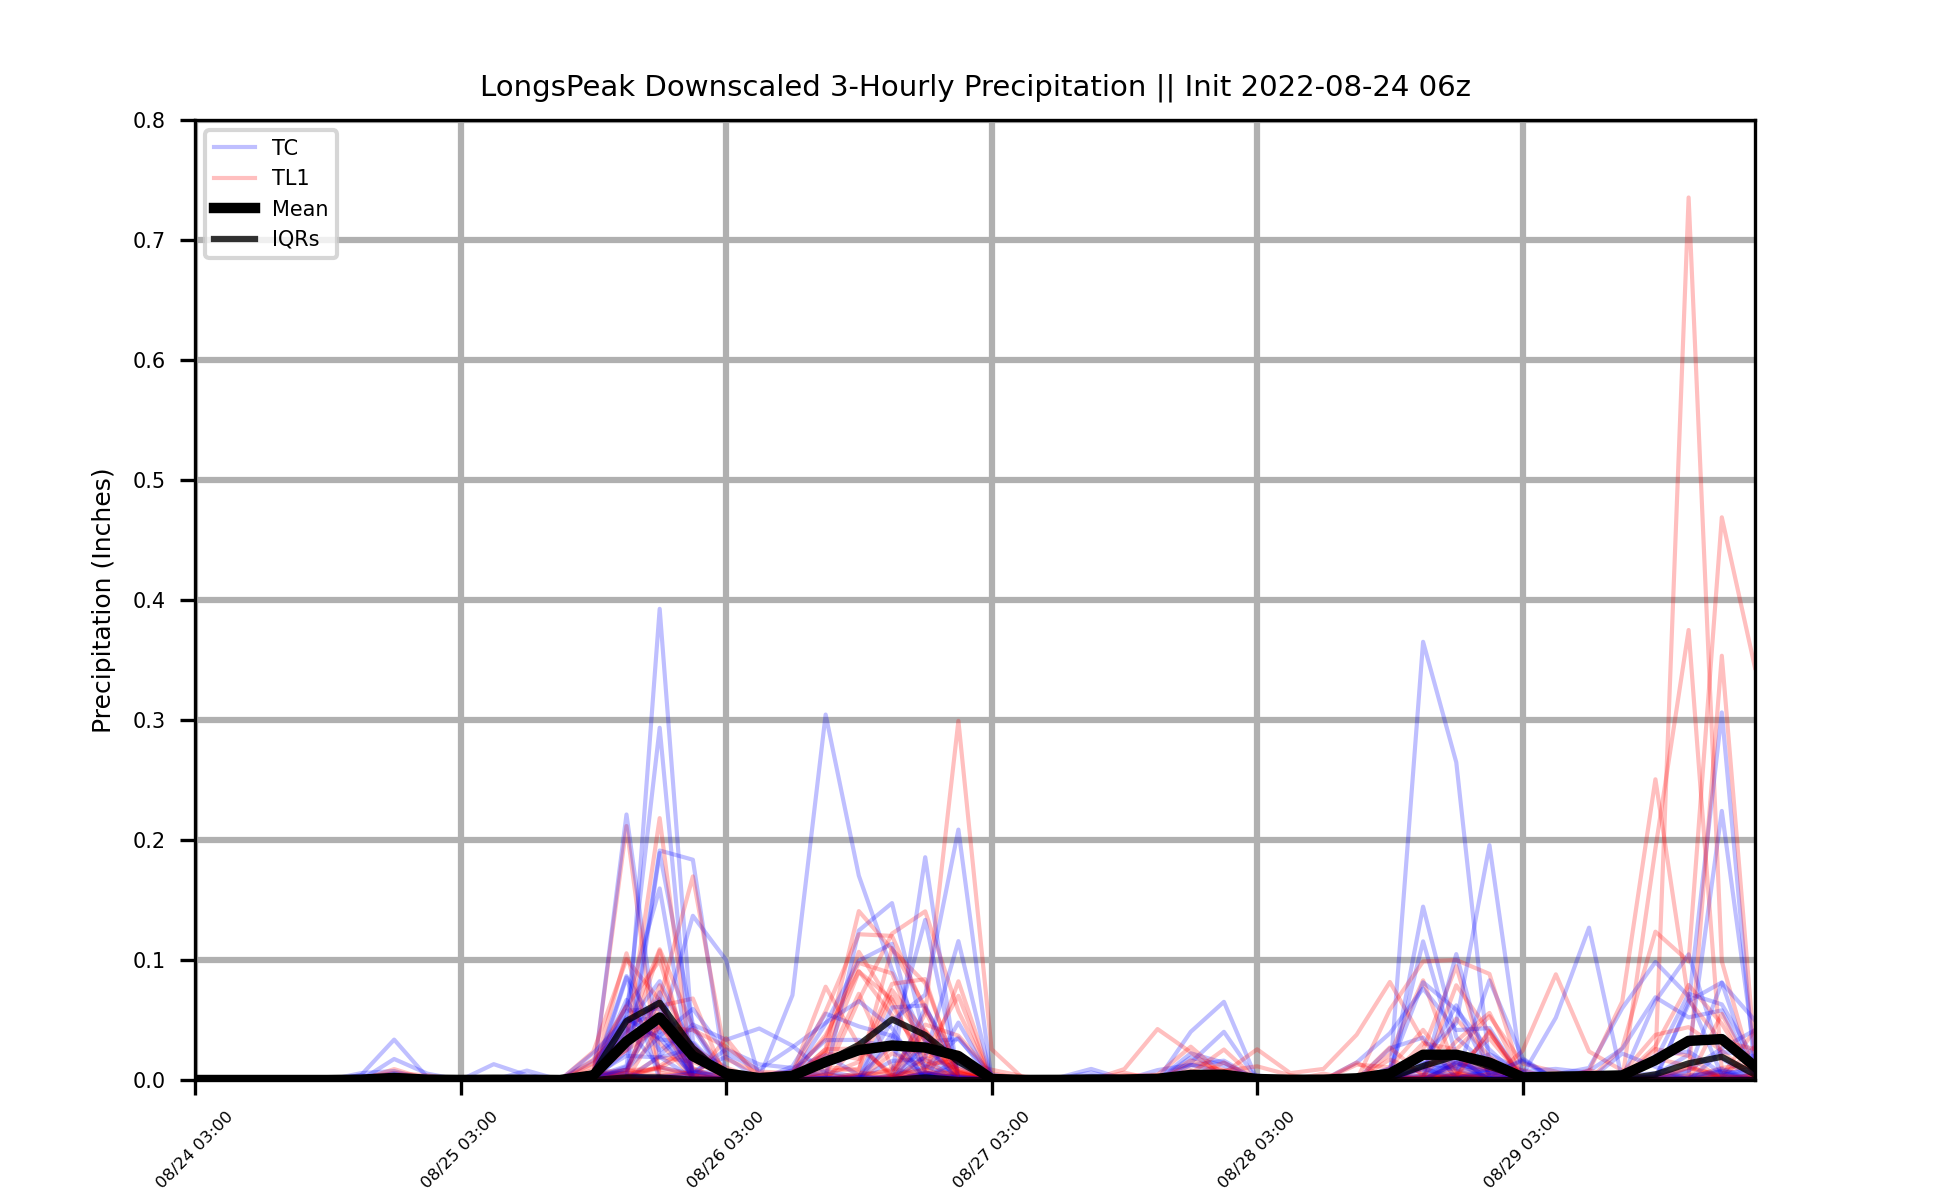 LongsPeak Downscaled 3-Hourly Precipitation || Init 2022-08-24 06z
TC
TL1
Mean
IQRs
Precipitation (Inches)
0.8
0.7
0.6
0.5
0.4
0.3
0.2
0.1
0.0
08/24 03:00
08/25 03:00
08/26 03:00
08/27 03:00
08/28 03:00
08/29 03:00